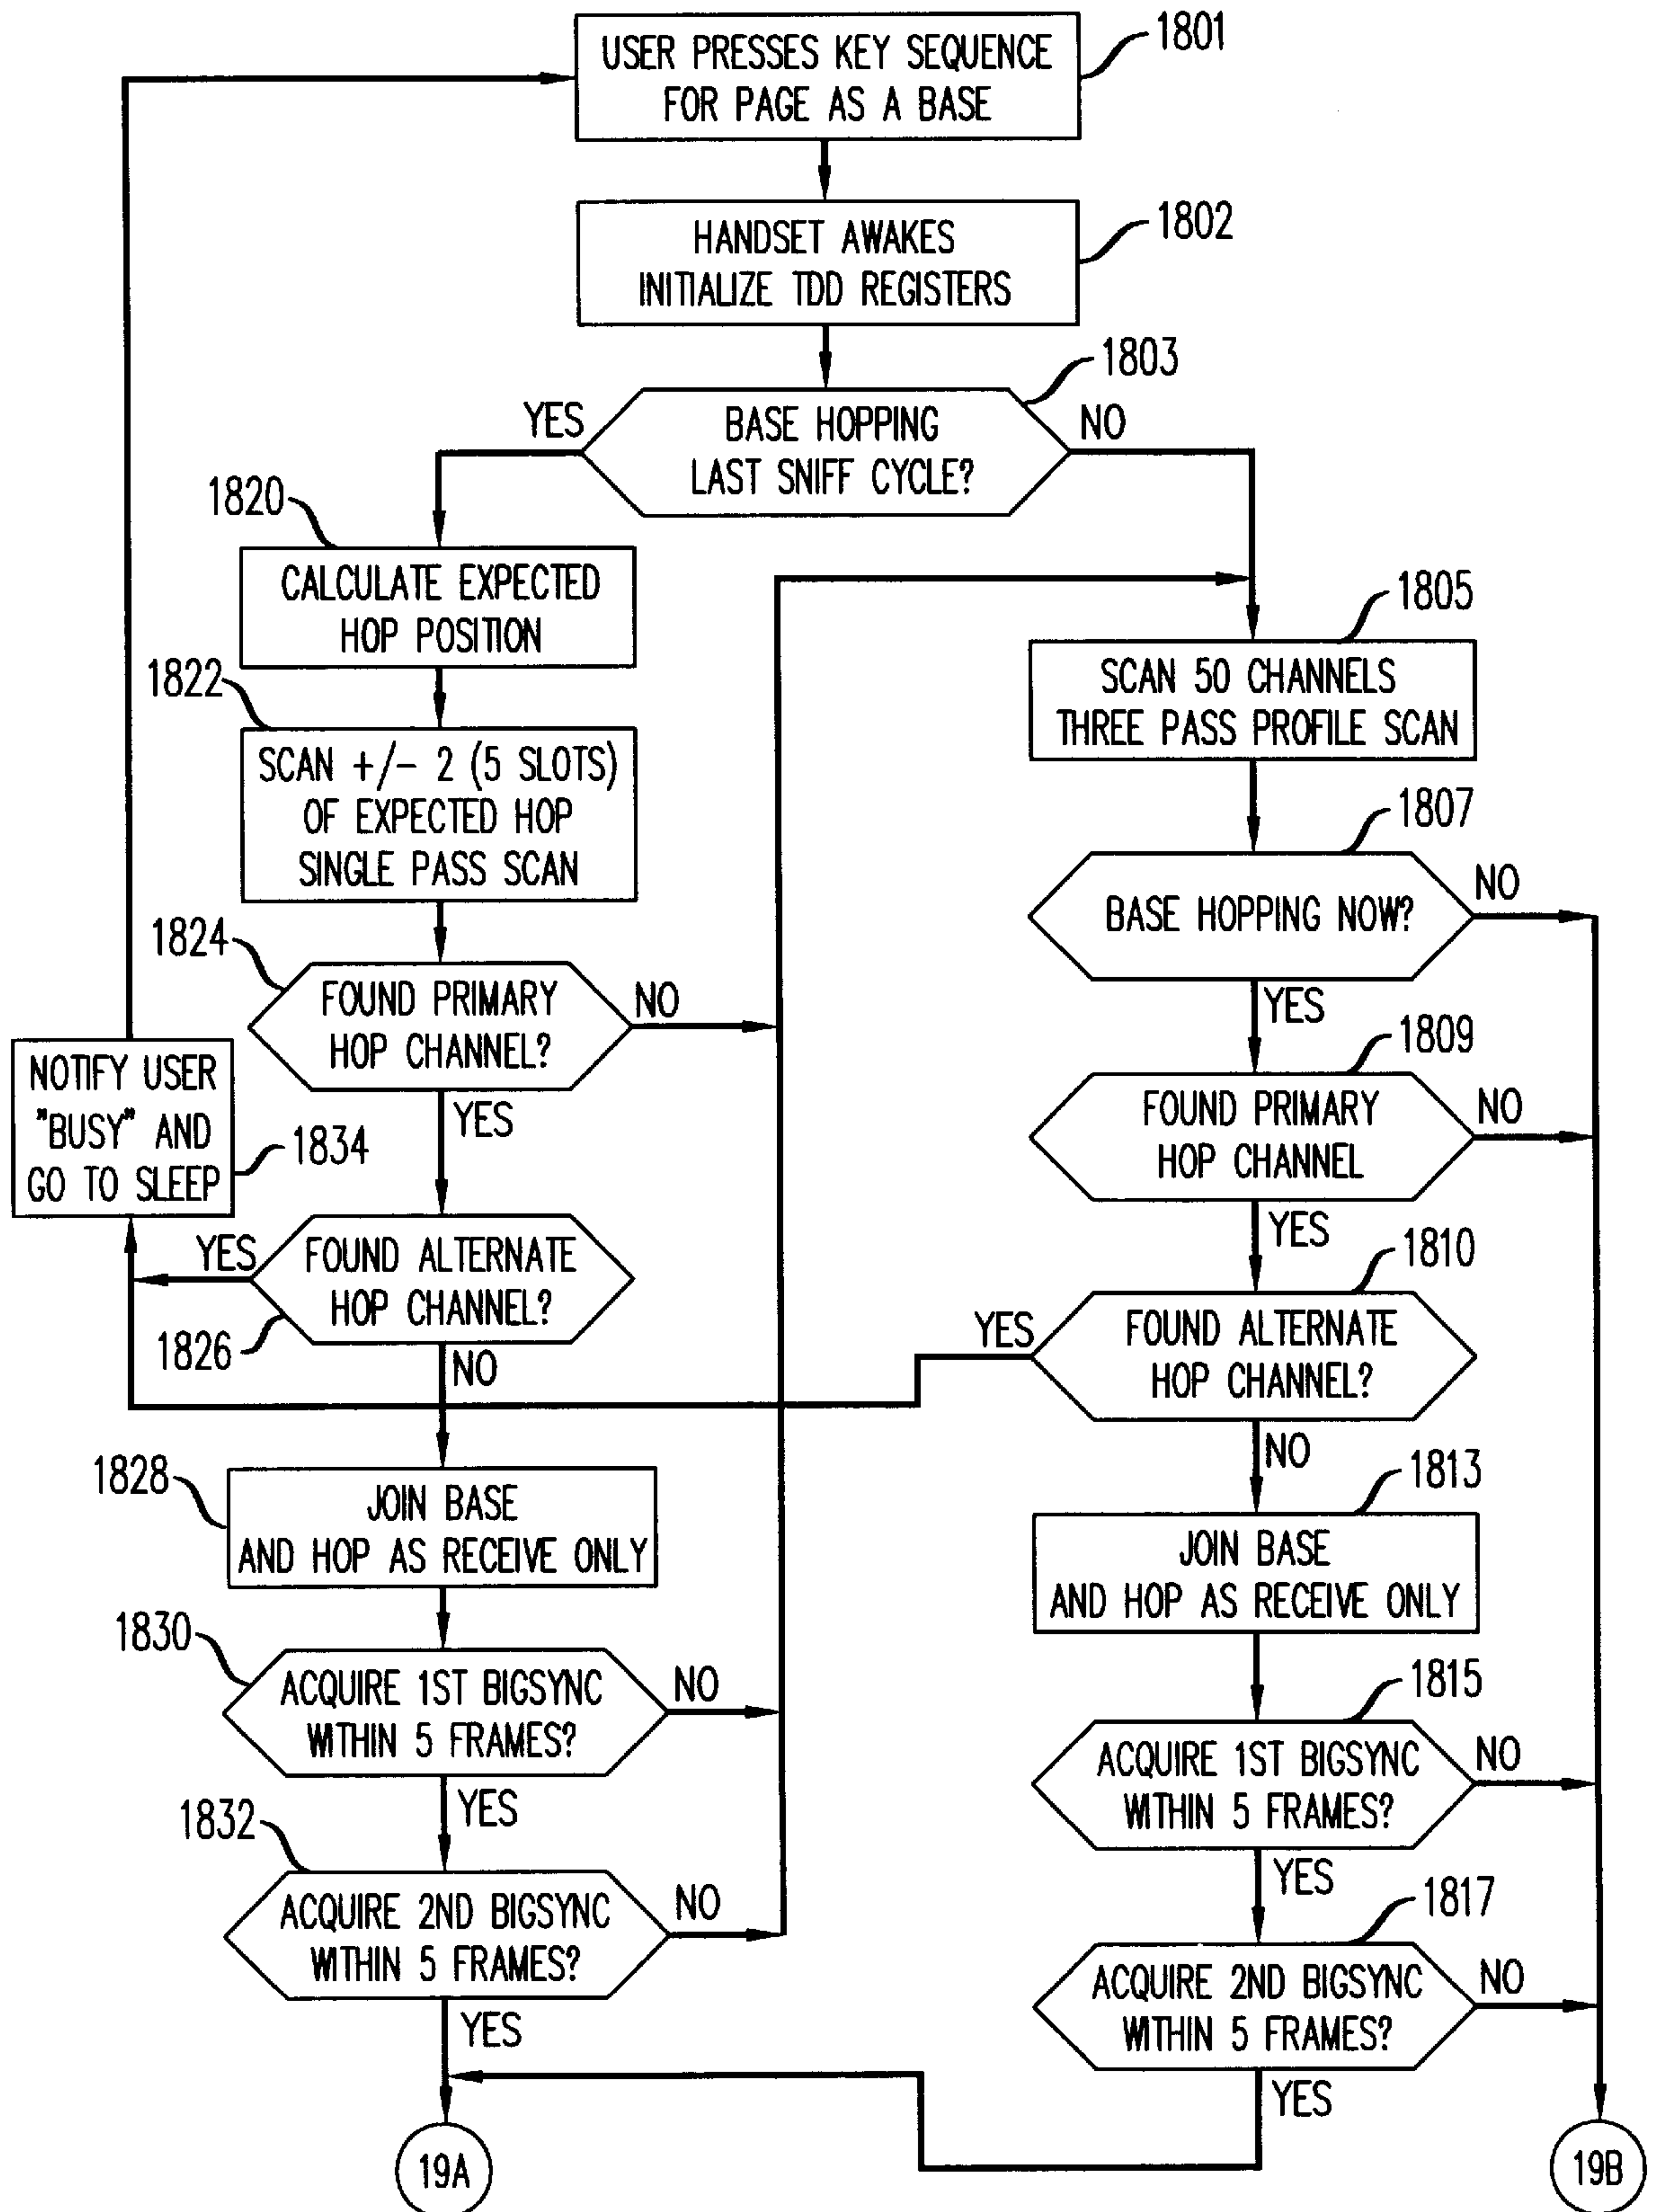 USER PRESSES KEY SEQUENCE
FOR PAGE AS A BASE
1801
HANDSET AWAKES
INITIALIZE TDD REGISTERS
1802
BASE HOPPING
LAST SNIFF CYCLE?
1803
YES
NO
1820
CALCULATE EXPECTED
HOP POSITION
1822
SCAN +/- 2 (5 SLOTS)
OF EXPECTED HOP
SINGLE PASS SCAN
1824
FOUND PRIMARY
HOP CHANNEL?
NO
YES
NOTIFY USER
"BUSY" AND
GO TO SLEEP
1834
YES
FOUND ALTERNATE
HOP CHANNEL?
1826
NO
1828
JOIN BASE
AND HOP AS RECEIVE ONLY
1830
ACQUIRE 1ST BIGSYNC
WITHIN 5 FRAMES?
NO
YES
1832
ACQUIRE 2ND BIGSYNC
WITHIN 5 FRAMES?
NO
YES
19A
1805
SCAN 50 CHANNELS
THREE PASS PROFILE SCAN
1807
BASE HOPPING NOW?
NO
YES
1809
FOUND PRIMARY
HOP CHANNEL
NO
YES
1810
YES
FOUND ALTERNATE
HOP CHANNEL?
NO
1813
JOIN BASE
AND HOP AS RECEIVE ONLY
1815
ACQUIRE 1ST BIGSYNC
WITHIN 5 FRAMES?
NO
YES
1817
ACQUIRE 2ND BIGSYNC
WITHIN 5 FRAMES?
NO
YES
19B